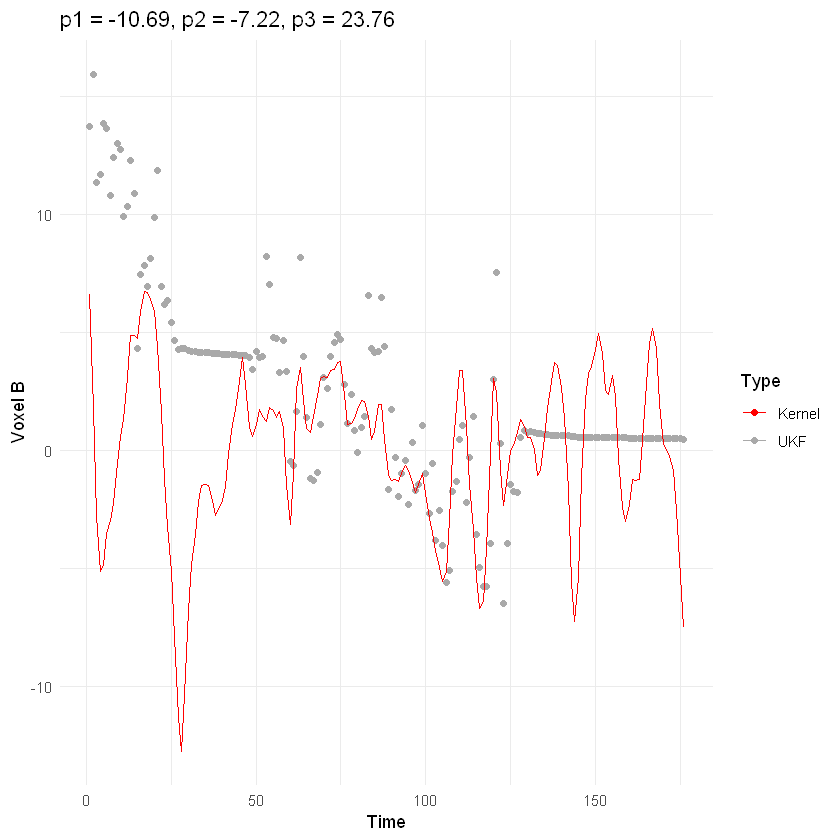 p1 = -10.69, p2 = -7.22, p3 = 23.76
10
0
-10
Voxel B
0
50
100
150
Time
Type
Kernel
UKF